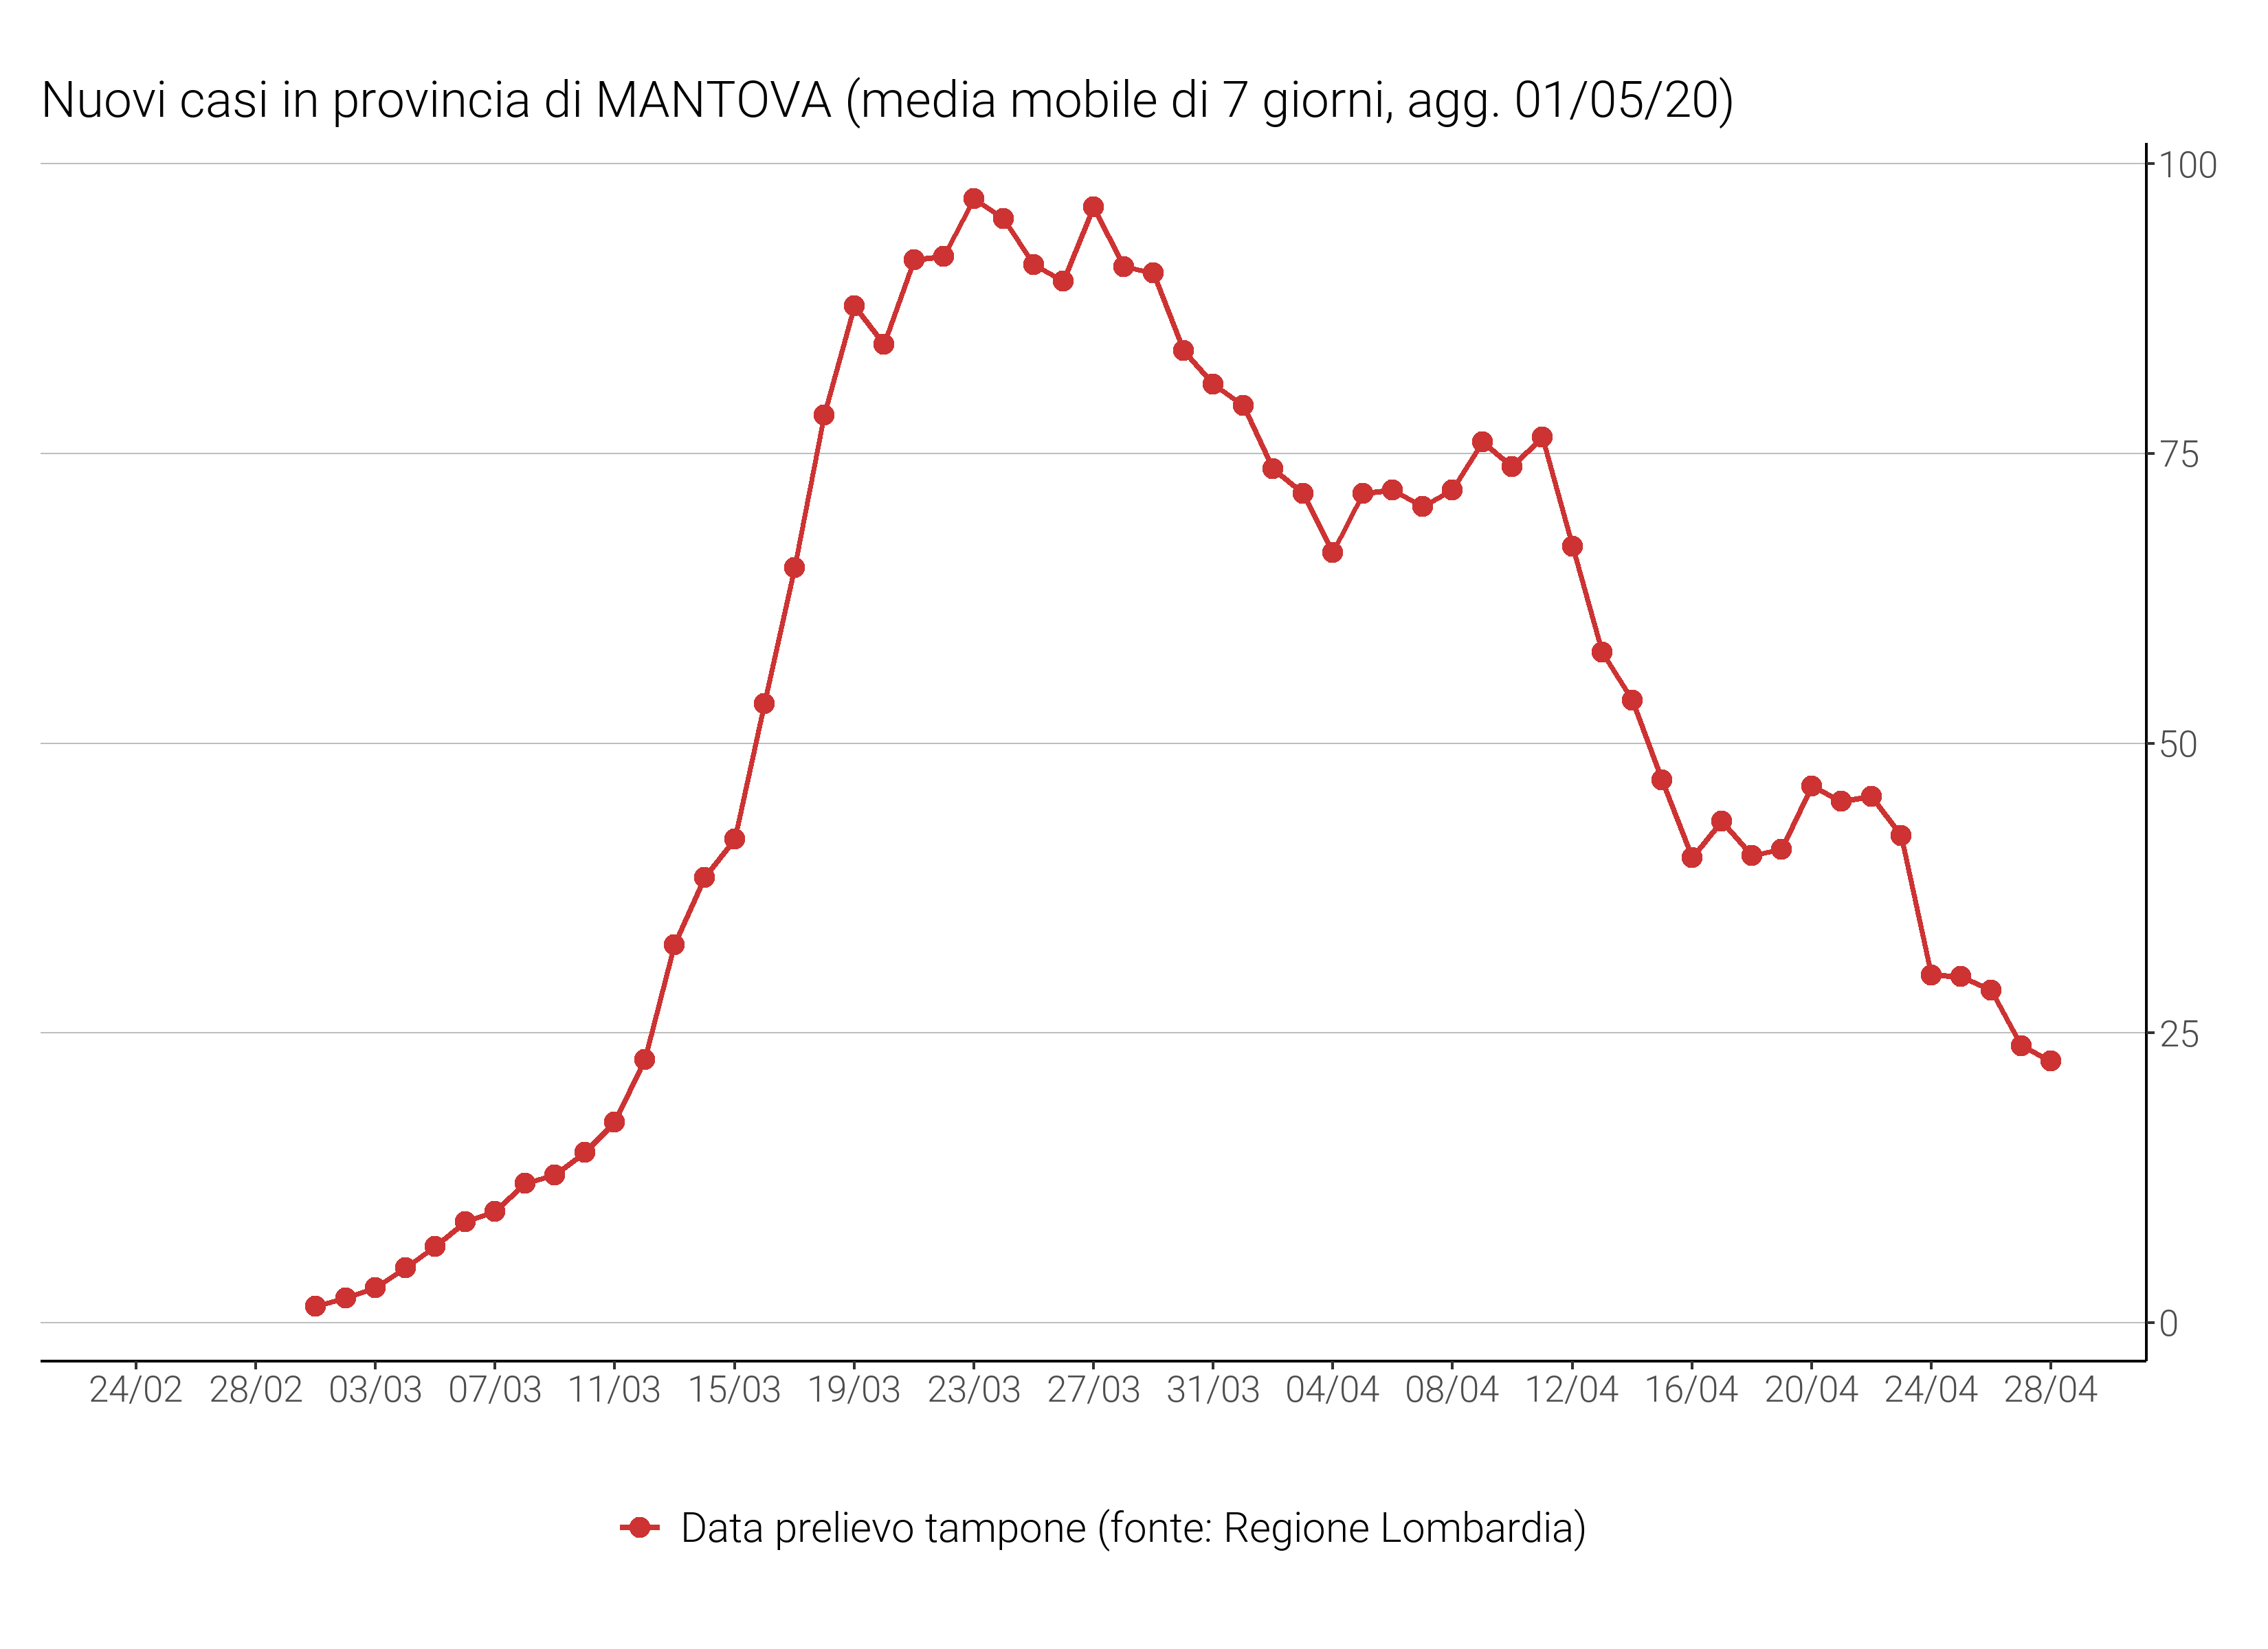 Nuovi casi in provincia di MANTOVA (media mobile di 7 giorni, agg. 01/05/20)
100
75
50
25
0
24/02 28/02 03/03 07/03 11/03 15/03 19/03 23/03 27/03 31/03 04/04 08/04 12/04 16/04 20/04 24/04 28/04
Data prelievo tampone (fonte: Regione Lombardia)